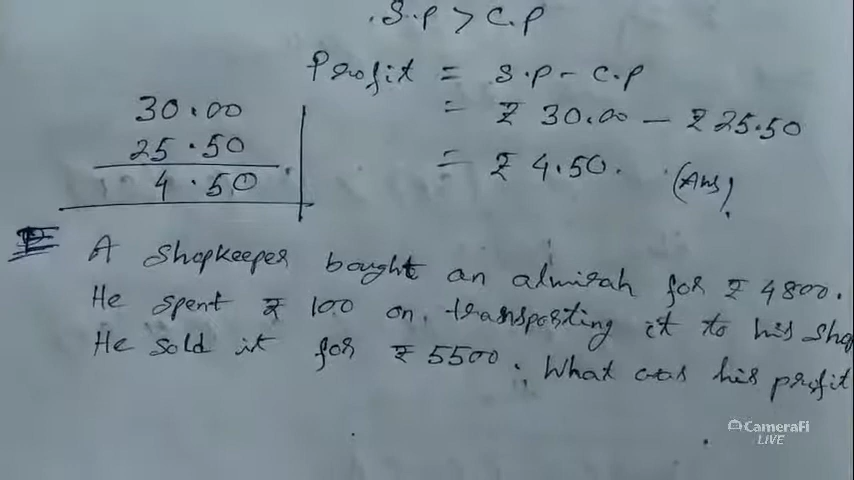 S.p > C.p
Profit = S.p - C.p
30.00
= ₹ 30.00 - ₹ 25.50
25.50
= ₹ 4.50. (Ans)
4.50
A Shopkeeper bought an almirah for ₹ 4800.
He spent ₹ 100 on transporting it to his Sho
He sold it for ₹ 5500. What was his profit
CameraFi
LIVE